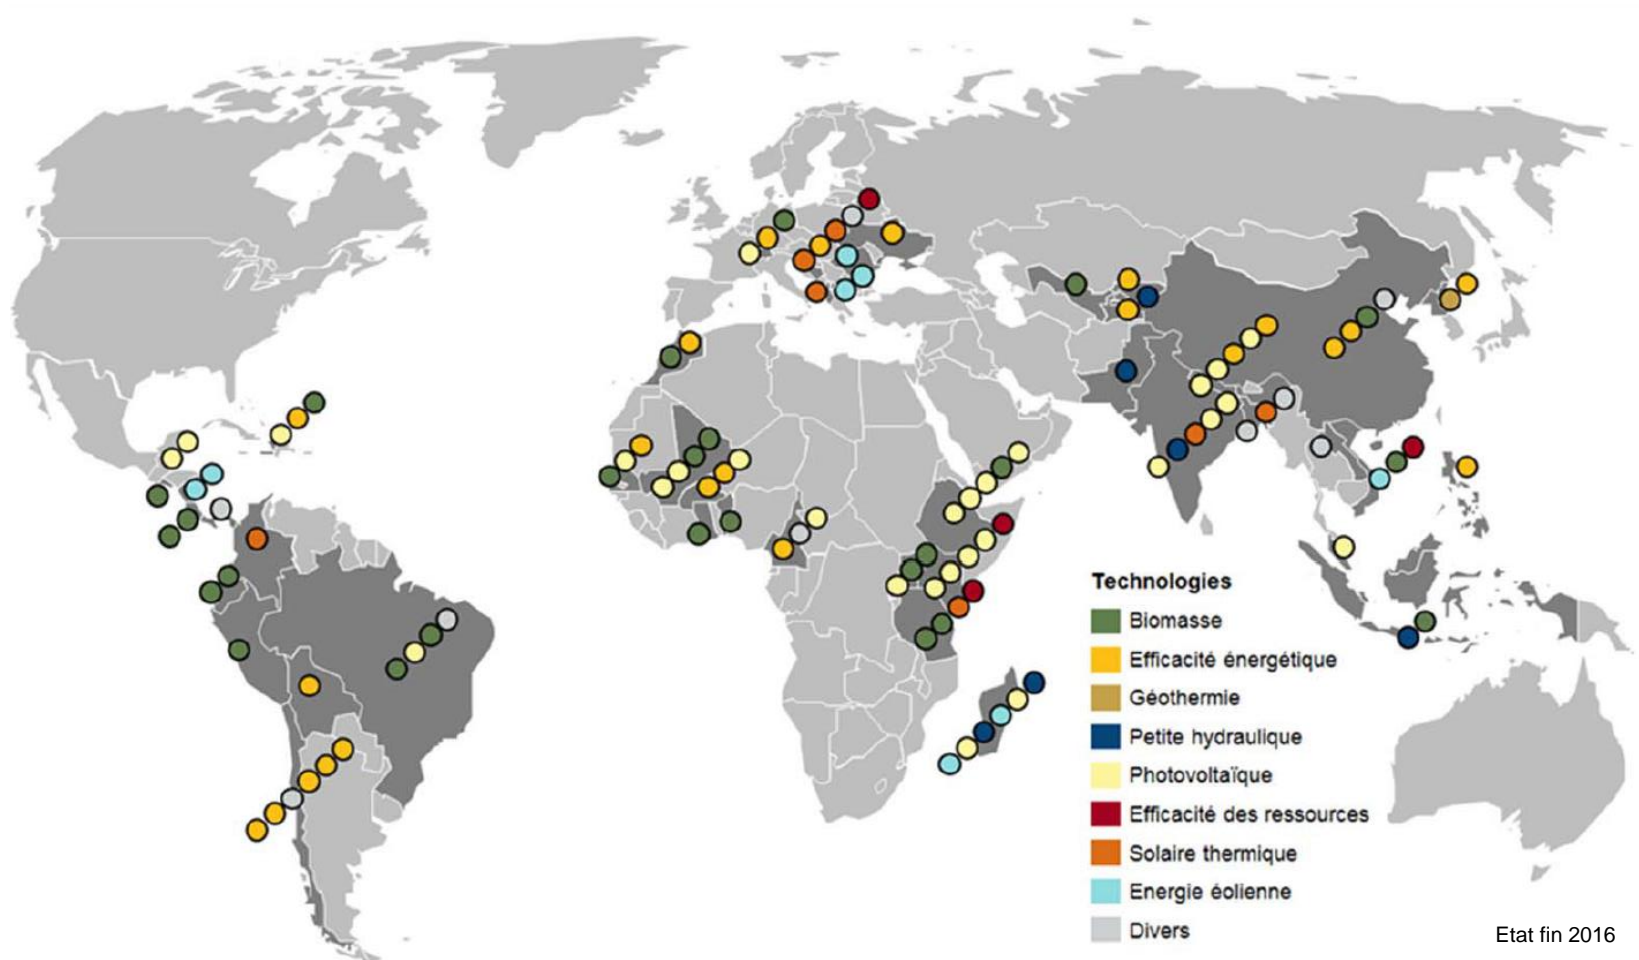 Technologies
Biomasse
Efficacité énergétique
Géothermie
Petite hydraulique
Photovoltaïque
Efficacité des ressources
Solaire thermique
Energie éolienne
Divers
Etat fin 2016